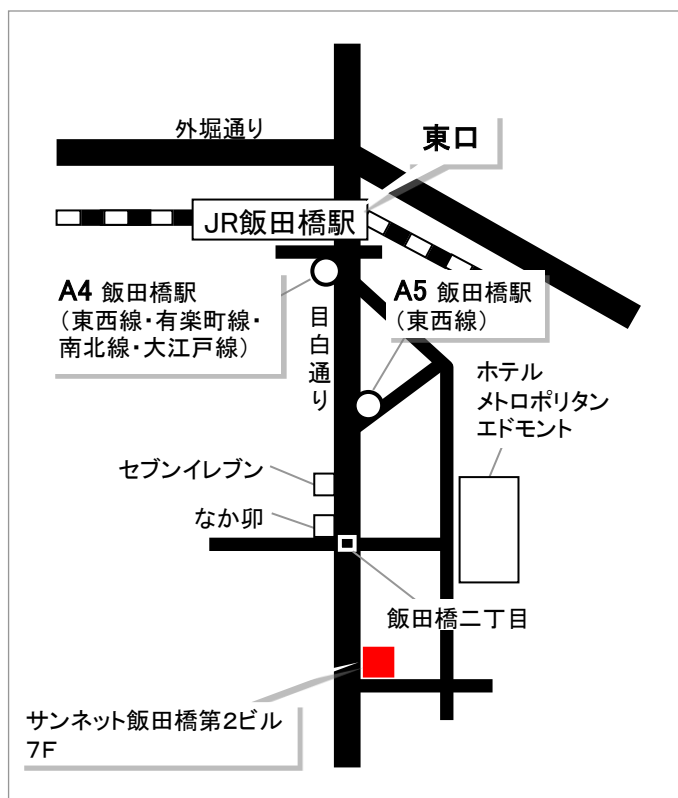 外堀通り
東口
JR飯田橋駅
A4 飯田橋駅
（東西線・有楽町線・
南北線・大江戸線）
A5 飯田橋駅
（東西線）
目白通り
ホテル
メトロポリタン
エドモント
セブンイレブン
なか卯
飯田橋二丁目
サンネット飯田橋第2ビル
7F